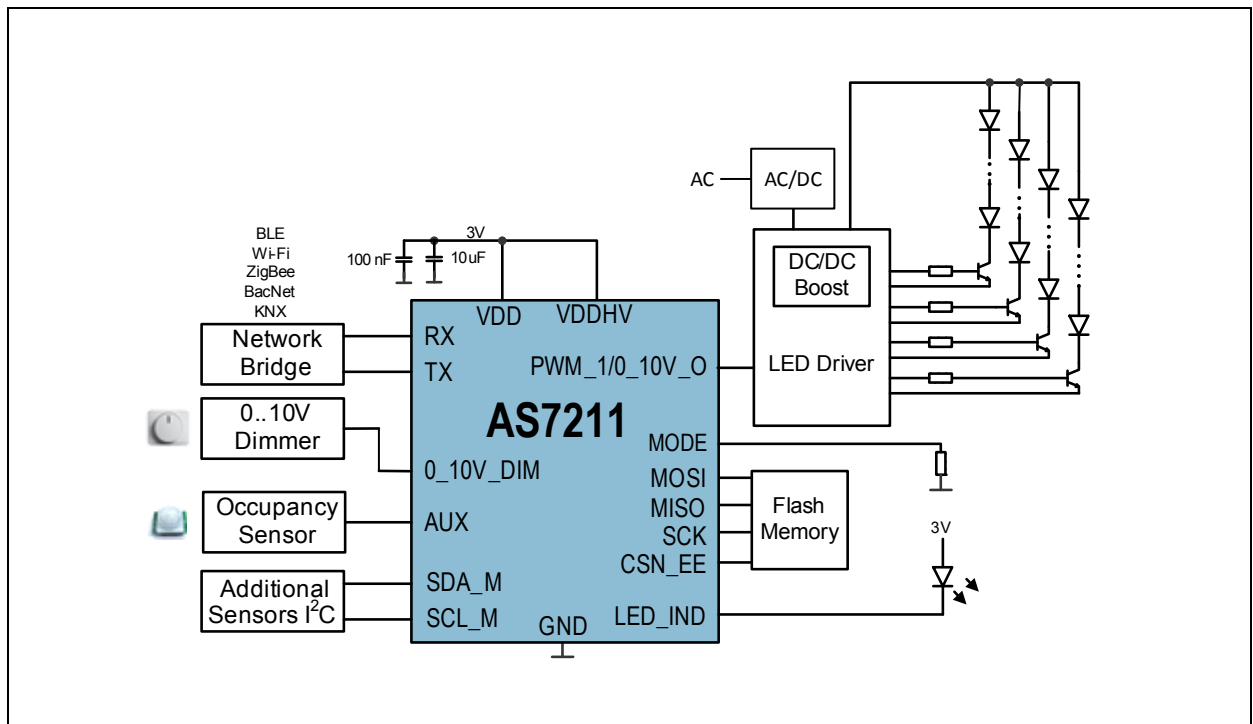 AC
AC/DC
BLE
Wi-Fi
ZigBee
BacNet
KNX
3V
100 nF
10uF
DC/DC
Boost
LED Driver
Network
Bridge
0..10V
Dimmer
Occupancy
Sensor
Additional
Sensors I²C
VDD
VDDHV
RX
TX
PWM_1/0_10V_O
AS7211
0_10V_DIM
MODE
MOSI
MISO
SCK
CSN_EE
AUX
SDA_M
SCL_M
GND
LED_IND
Flash
Memory
3V